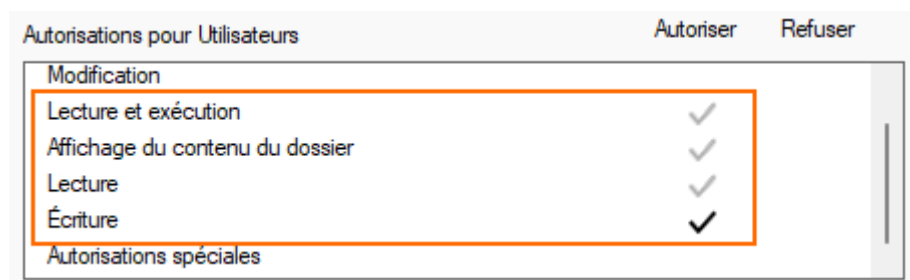 Autorisations pour Utilisateurs Autoriser Refuser
Modification
Lecture et exécution
Affichage du contenu du dossier
Lecture
Écriture
Autorisations spéciales